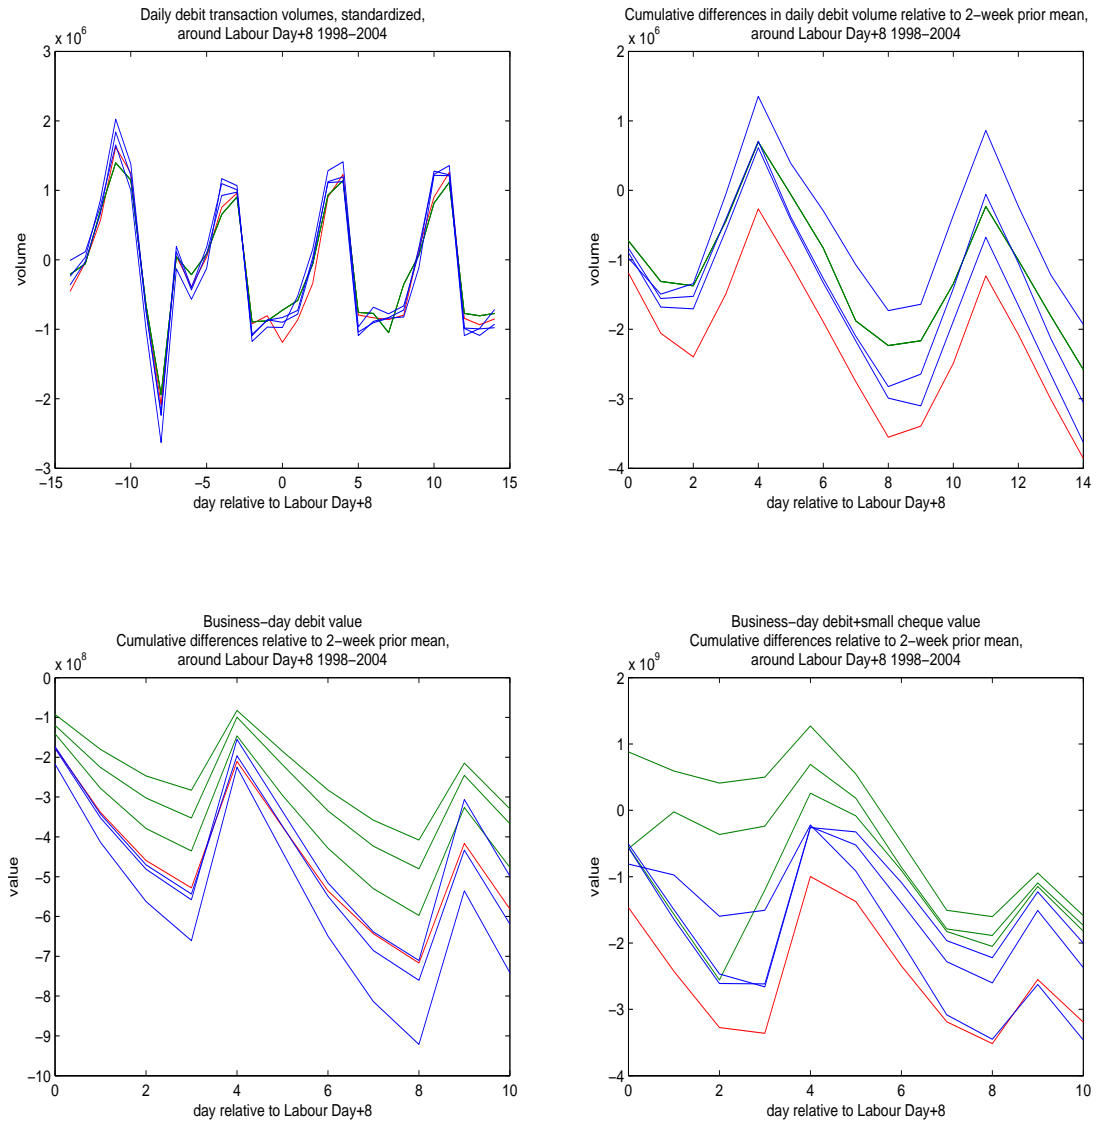 Daily debit transaction volumes, standardized,
around Labour Day+8 1998−2004
x 10^6
3
2
1
0
−1
−2
−3
volume
−15 −10 −5 0 5 10 15
day relative to Labour Day+8
Cumulative differences in daily debit volume relative to 2−week prior mean,
around Labour Day+8 1998−2004
x 10^6
2
1
0
−1
−2
−3
−4
volume
0 2 4 6 8 10 12 14
day relative to Labour Day+8
Business−day debit value
Cumulative differences relative to 2−week prior mean,
around Labour Day+8 1998−2004
x 10^8
0
−1
−2
−3
−4
−5
−6
−7
−8
−9
−10
value
0 2 4 6 8 10
day relative to Labour Day+8
Business−day debit+small cheque value
Cumulative differences relative to 2−week prior mean,
around Labour Day+8 1998−2004
x 10^9
2
1
0
−1
−2
−3
−4
value
0 2 4 6 8 10
day relative to Labour Day+8